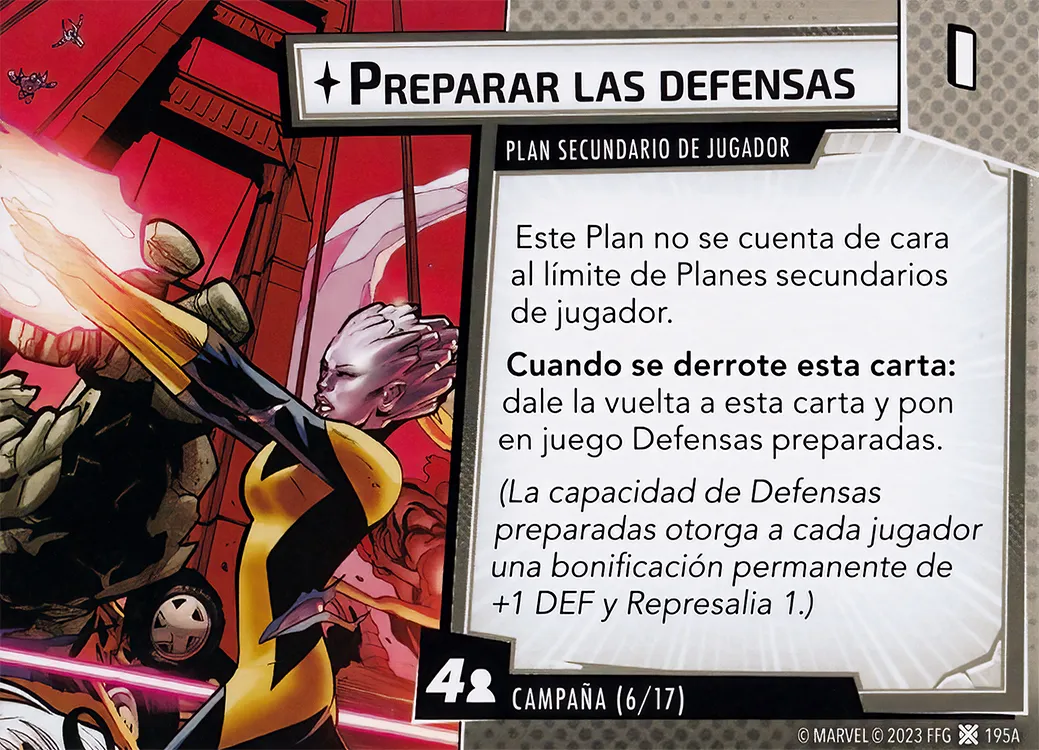 PREPARAR LAS DEFENSAS
PLAN SECUNDARIO DE JUGADOR
Este Plan no se cuenta de cara
al límite de Planes secundarios
de jugador.
Cuando se derrote esta carta:
dale la vuelta a esta carta y pon
en juego Defensas preparadas.
(La capacidad de Defensas
preparadas otorga a cada jugador
una bonificación permanente de
+1 DEF y Represalia 1.)
4
CAMPAÑA (6/17)
© MARVEL © 2023 FFG 195A